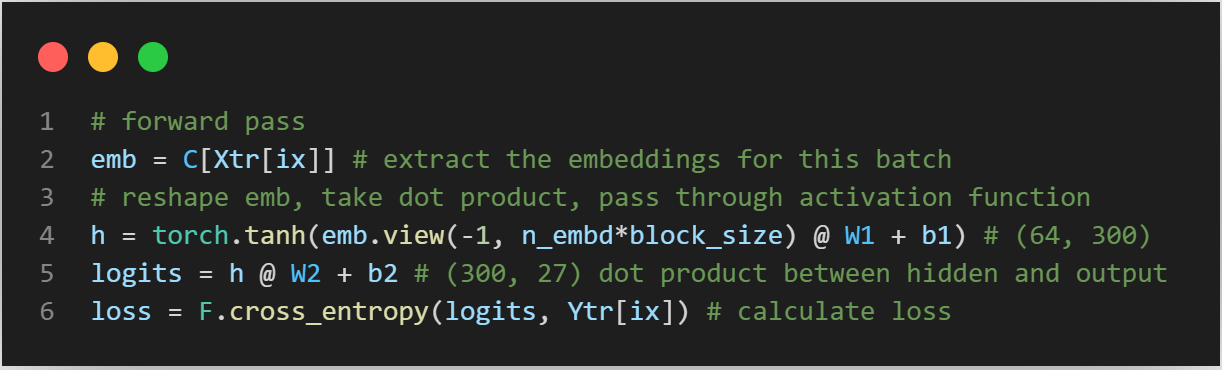 1 # forward pass
2 emb = C[Xtr[ix]] # extract the embeddings for this batch
3 # reshape emb, take dot product, pass through activation function
4 h = torch.tanh(emb.view(-1, n_embd*block_size) @ W1 + b1) # (64, 300)
5 logits = h @ W2 + b2 # (300, 27) dot product between hidden and output
6 loss = F.cross_entropy(logits, Ytr[ix]) # calculate loss